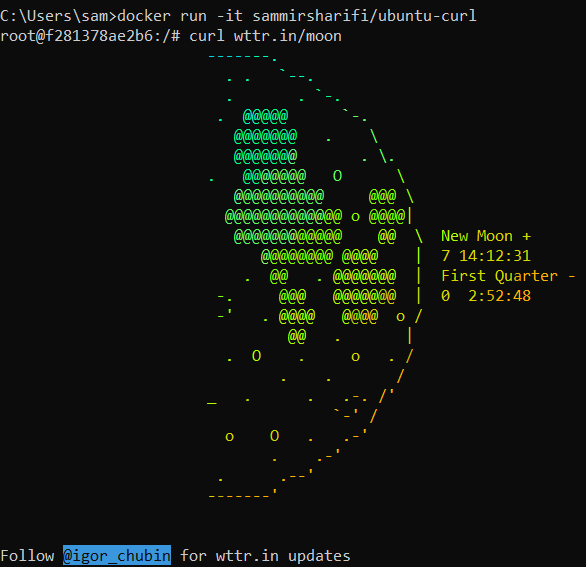 C:\Users\sam>docker run -it sammirsharifi/ubuntu-curl
root@f281378ae2b6:/# curl wttr.in/moon
New Moon +
7 14:12:31
First Quarter -
0  2:52:48
Follow @igor_chubin for wttr.in updates